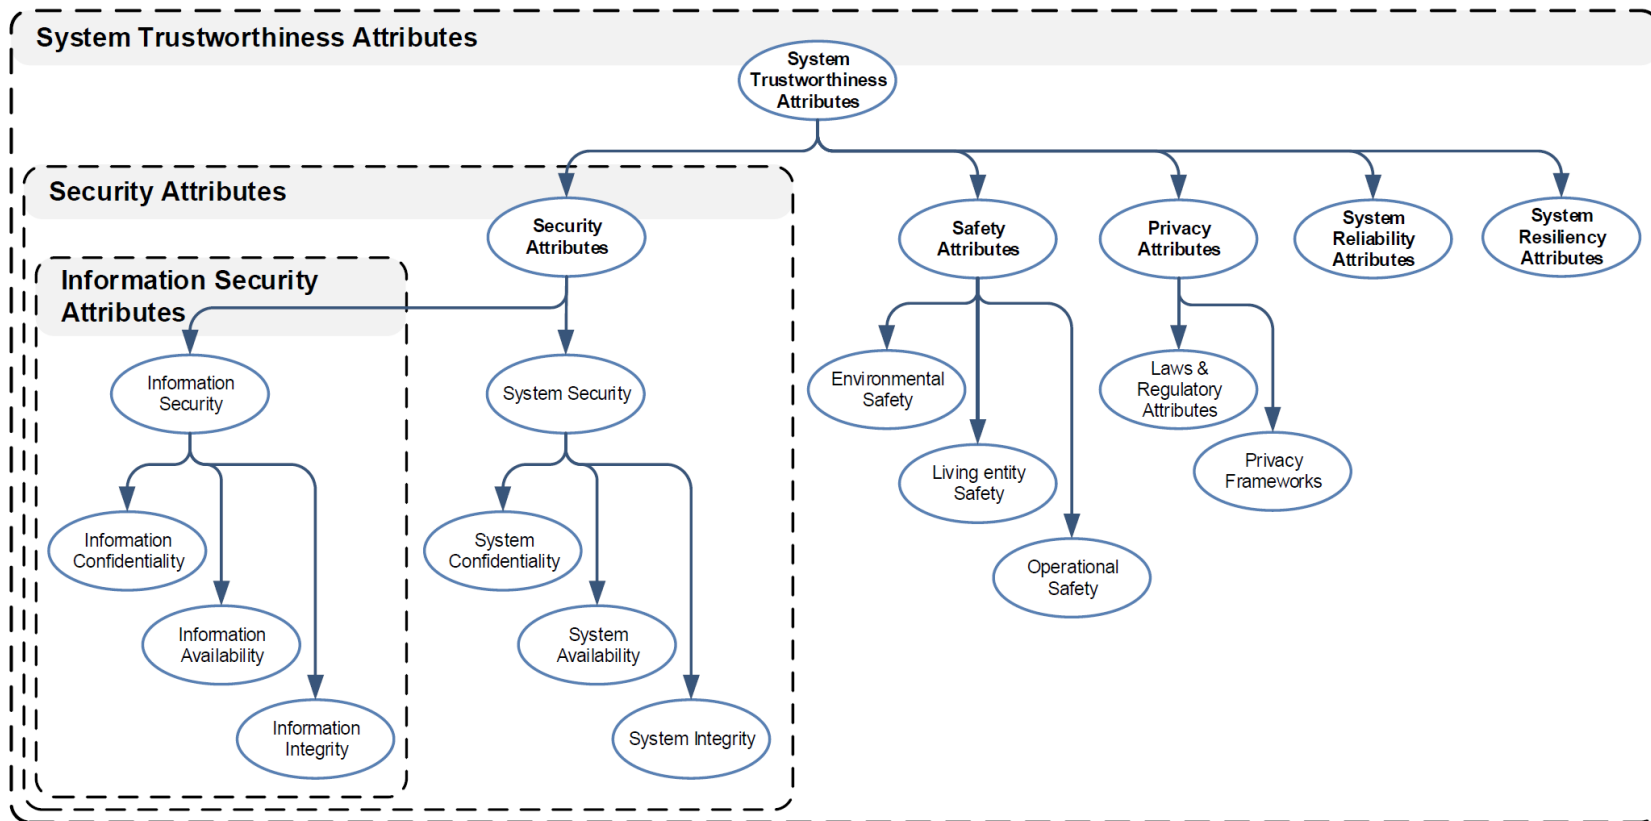 System Trustworthiness Attributes
System
Trustworthiness
Attributes
Security Attributes
Security
Attributes
Safety
Attributes
Privacy
Attributes
System
Reliability
Attributes
System
Resiliency
Attributes
Information Security
Attributes
Information
Security
System Security
Environmental
Safety
Laws &
Regulatory
Attributes
Living entity
Safety
Privacy
Frameworks
Information
Confidentiality
System
Confidentiality
Operational
Safety
Information
Availability
System
Availability
Information
Integrity
System Integrity